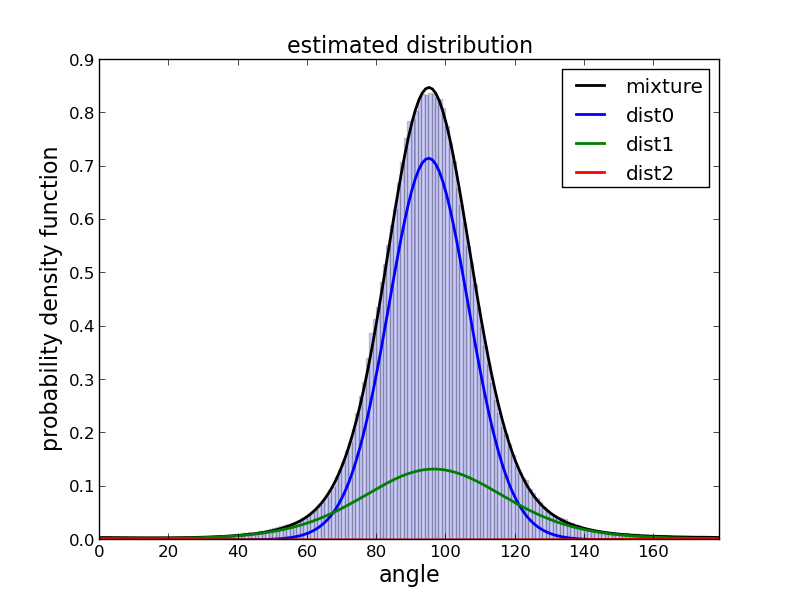 estimated distribution
0.9
0.8
0.7
0.6
0.5
0.4
0.3
0.2
0.1
0.0
probability density function
mixture
dist0
dist1
dist2
0 20 40 60 80 100 120 140 160
angle